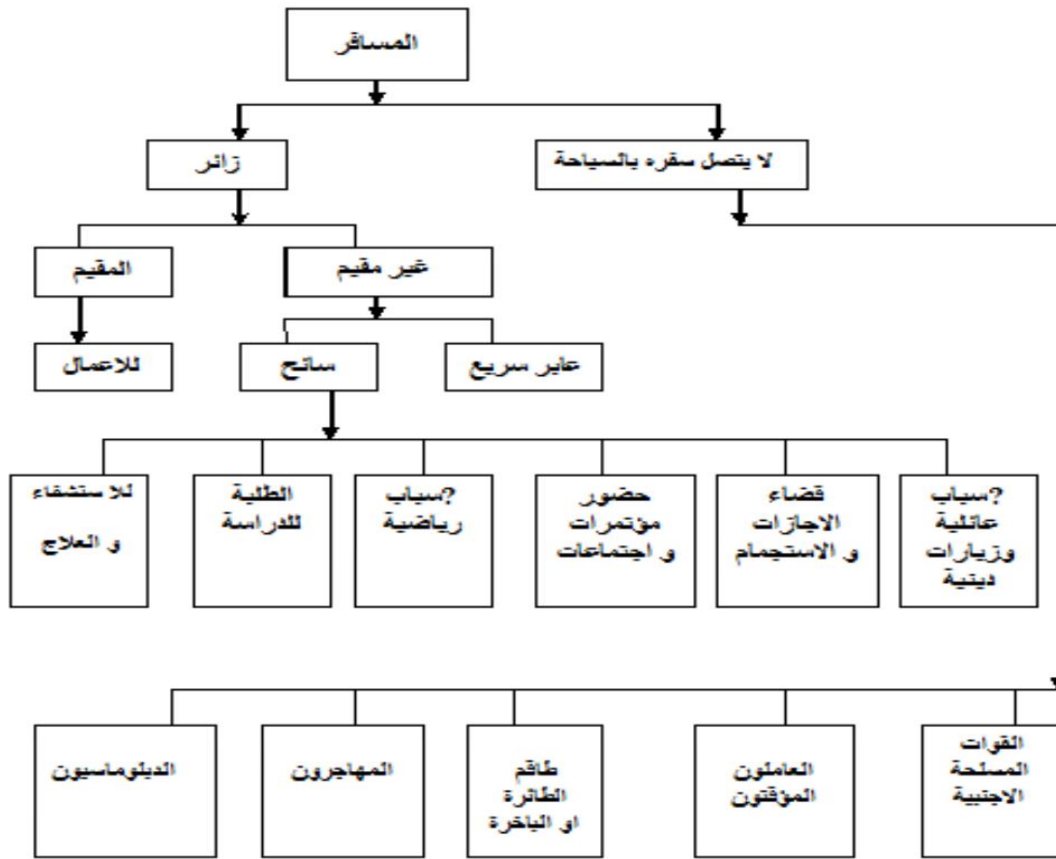 المسافر
لا يتصل سفره بالسياحة
زائر
غير مقيم
المقيم
عابر سريع
سائح
للاعمال
?سباب
عائلية
وزيارات
دينية
قضاء
الاجازات
و الاستجمام
حضور
مؤتمرات
و اجتماعات
?سباب
رياضية
الطلبة
للدراسة
للاستشفاء
و العلاج
القوات
المسلحة
الاجنبية
العاملون
المؤقتون
طاقم
الطائرة
او الباخرة
المهاجرون
الدبلوماسيون